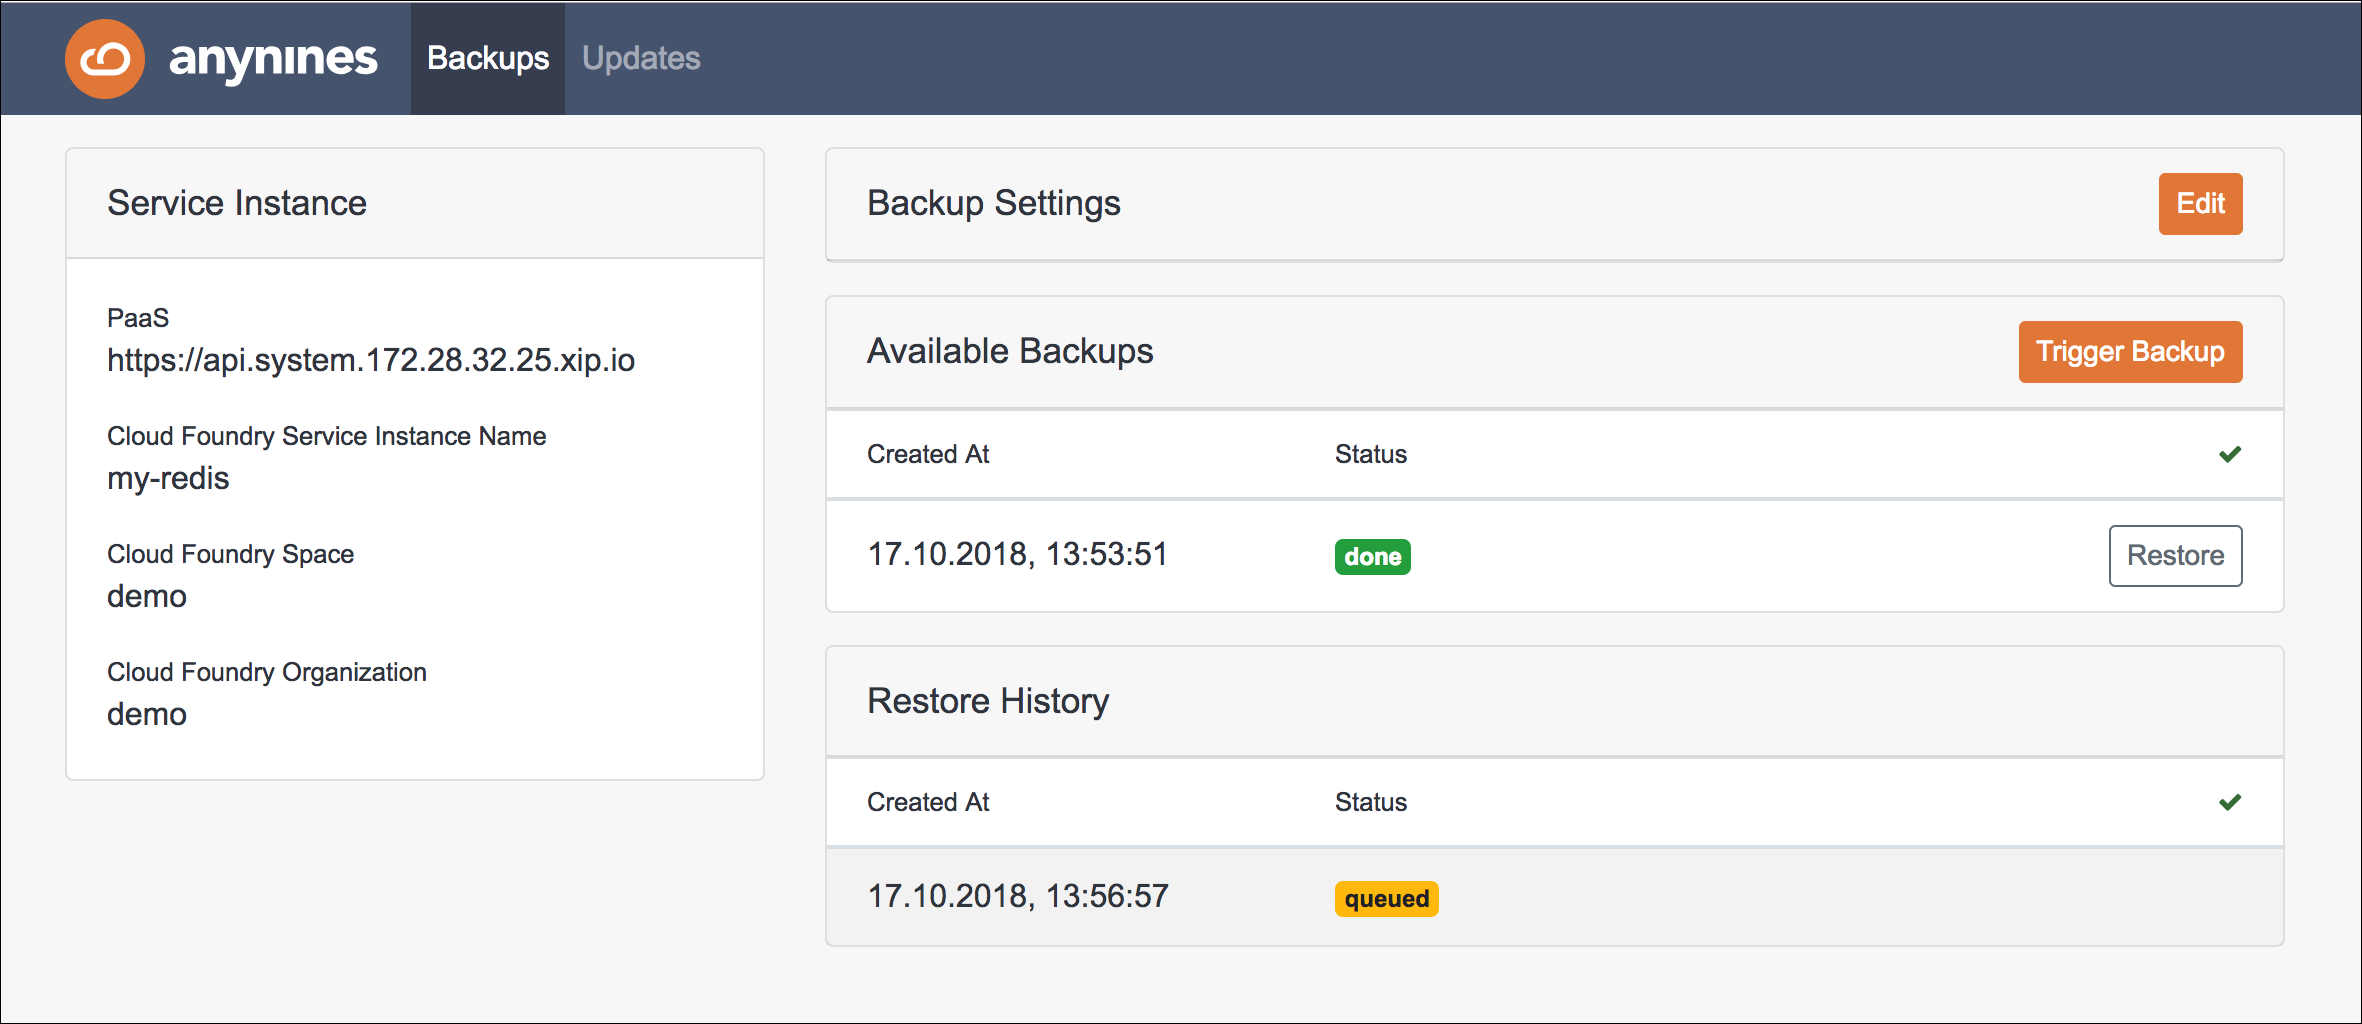 anynines
Backups
Updates
Service Instance
PaaS
https://api.system.172.28.32.25.xip.io
Cloud Foundry Service Instance Name
my-redis
Cloud Foundry Space
demo
Cloud Foundry Organization
demo
Backup Settings
Edit
Available Backups
Trigger Backup
Created At
Status
17.10.2018, 13:53:51
done
Restore
Restore History
Created At
Status
17.10.2018, 13:56:57
queued